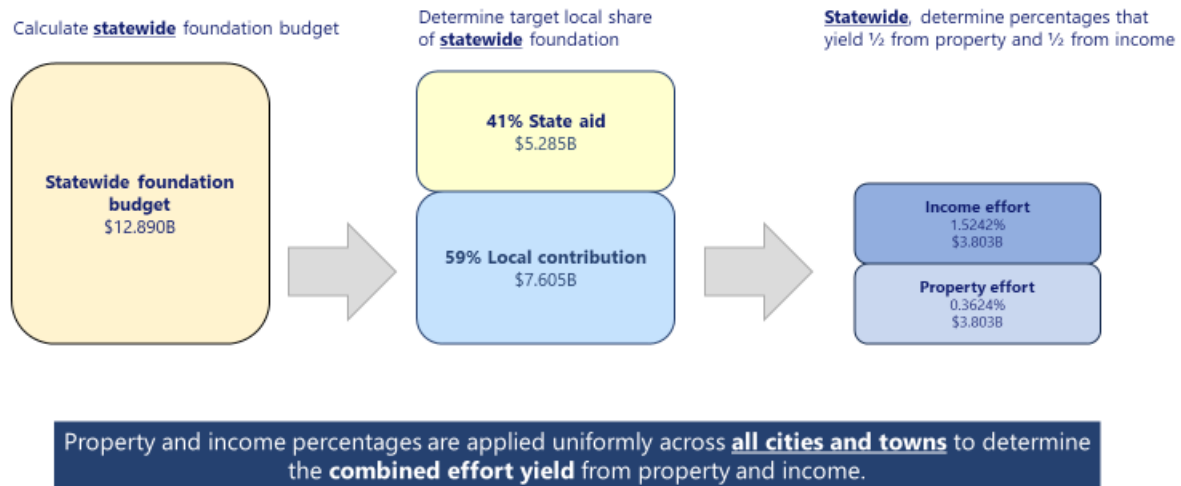 Calculate statewide foundation budget
Determine target local share
of statewide foundation
Statewide, determine percentages that
yield ½ from property and ½ from income
Statewide foundation
budget
$12.890B
41% State aid
$5.285B
59% Local contribution
$7.605B
Income effort
1.5242%
$3.803B
Property effort
0.3624%
$3.803B
Property and income percentages are applied uniformly across all cities and towns to determine
the combined effort yield from property and income.